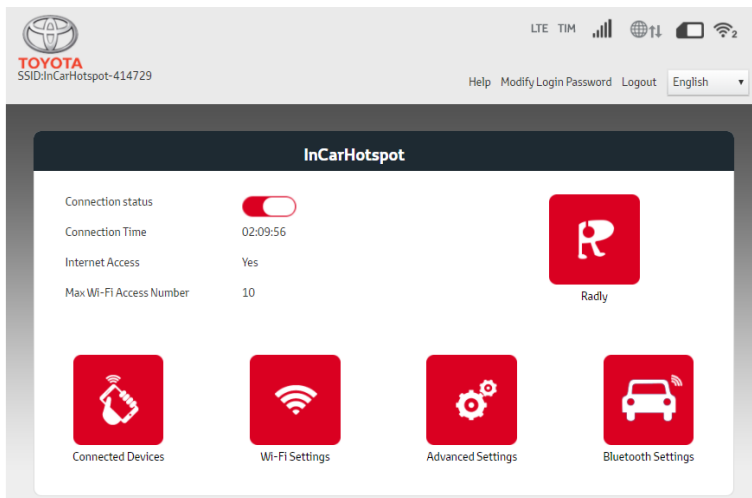 LTE TIM 2
TOYOTA
SSID:InCarHotspot-414729
Help Modify Login Password Logout English
InCarHotspot
Connection status
Connection Time 02:09:56
Internet Access Yes
Max Wi-Fi Access Number 10
R
Radly
Connected Devices Wi-Fi Settings Advanced Settings Bluetooth Settings